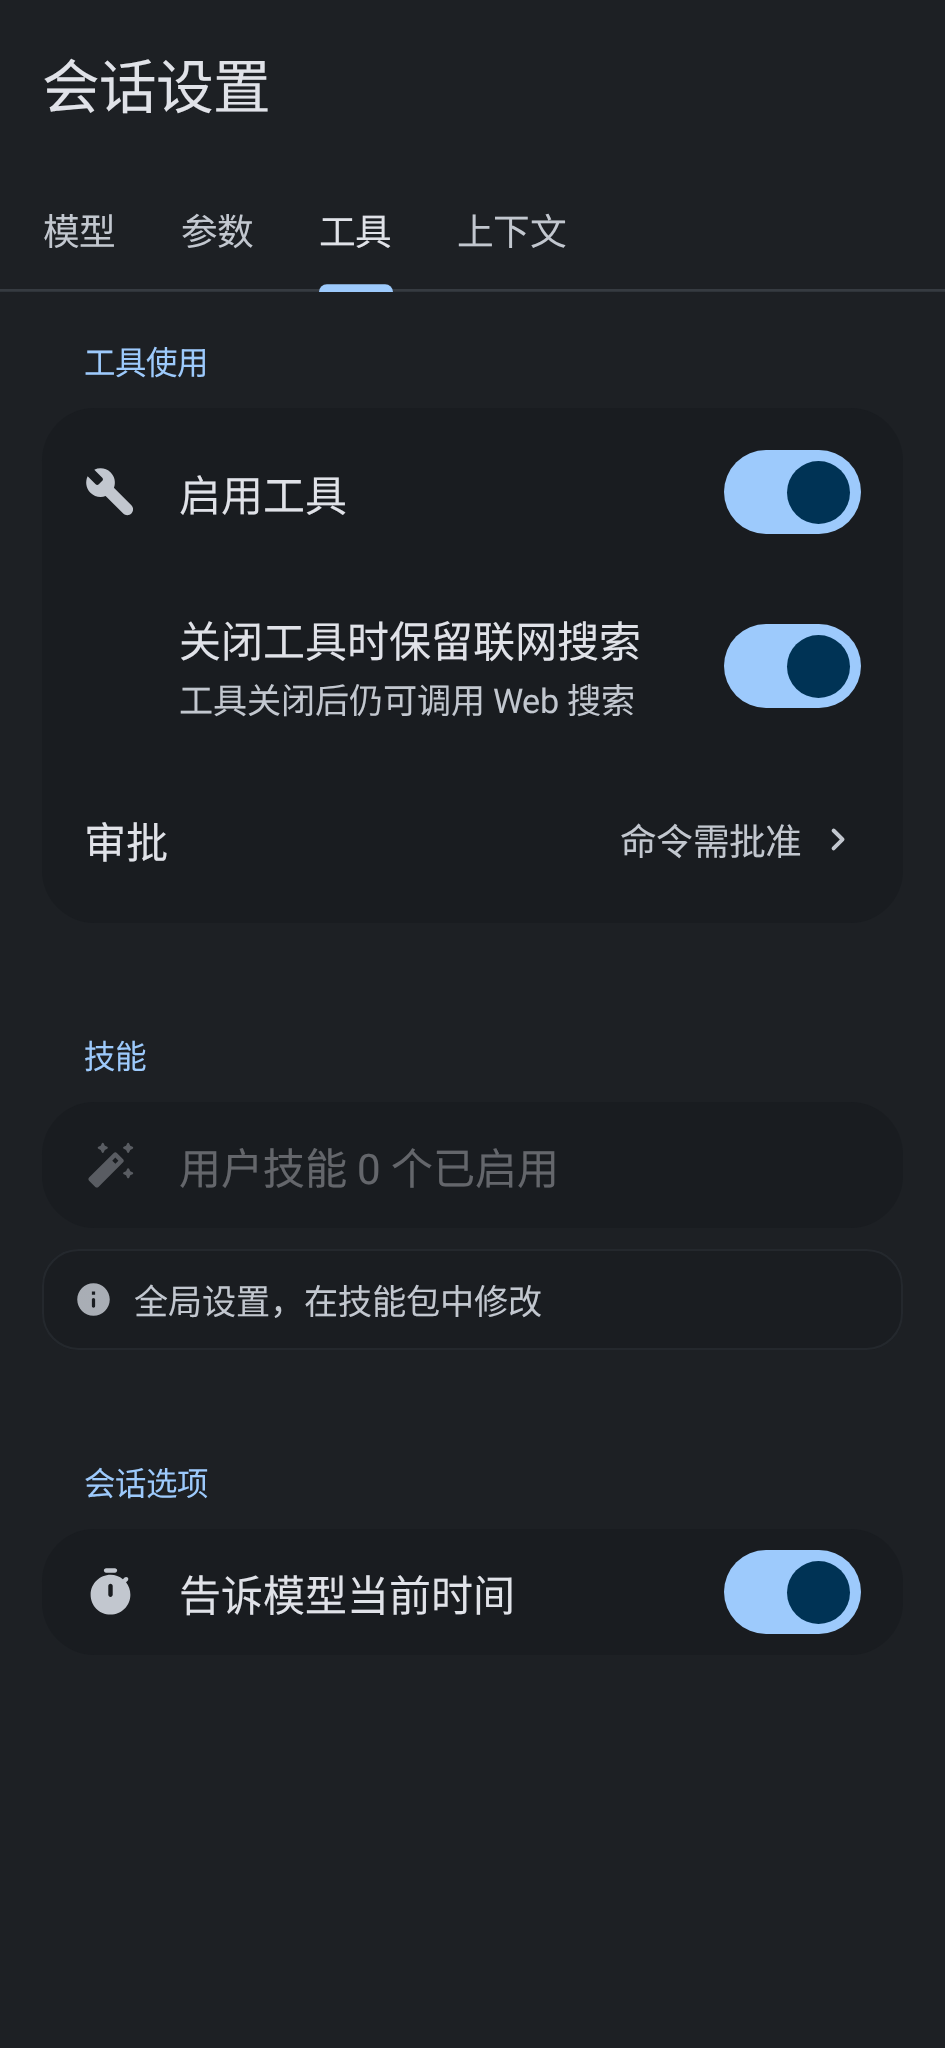 会话设置
模型 参数 工具 上下文
工具使用
启用工具
关闭工具时保留联网搜索
工具关闭后仍可调用 Web 搜索
审批 命令需批准
技能
用户技能 0 个已启用
全局设置，在技能包中修改
会话选项
告诉模型当前时间